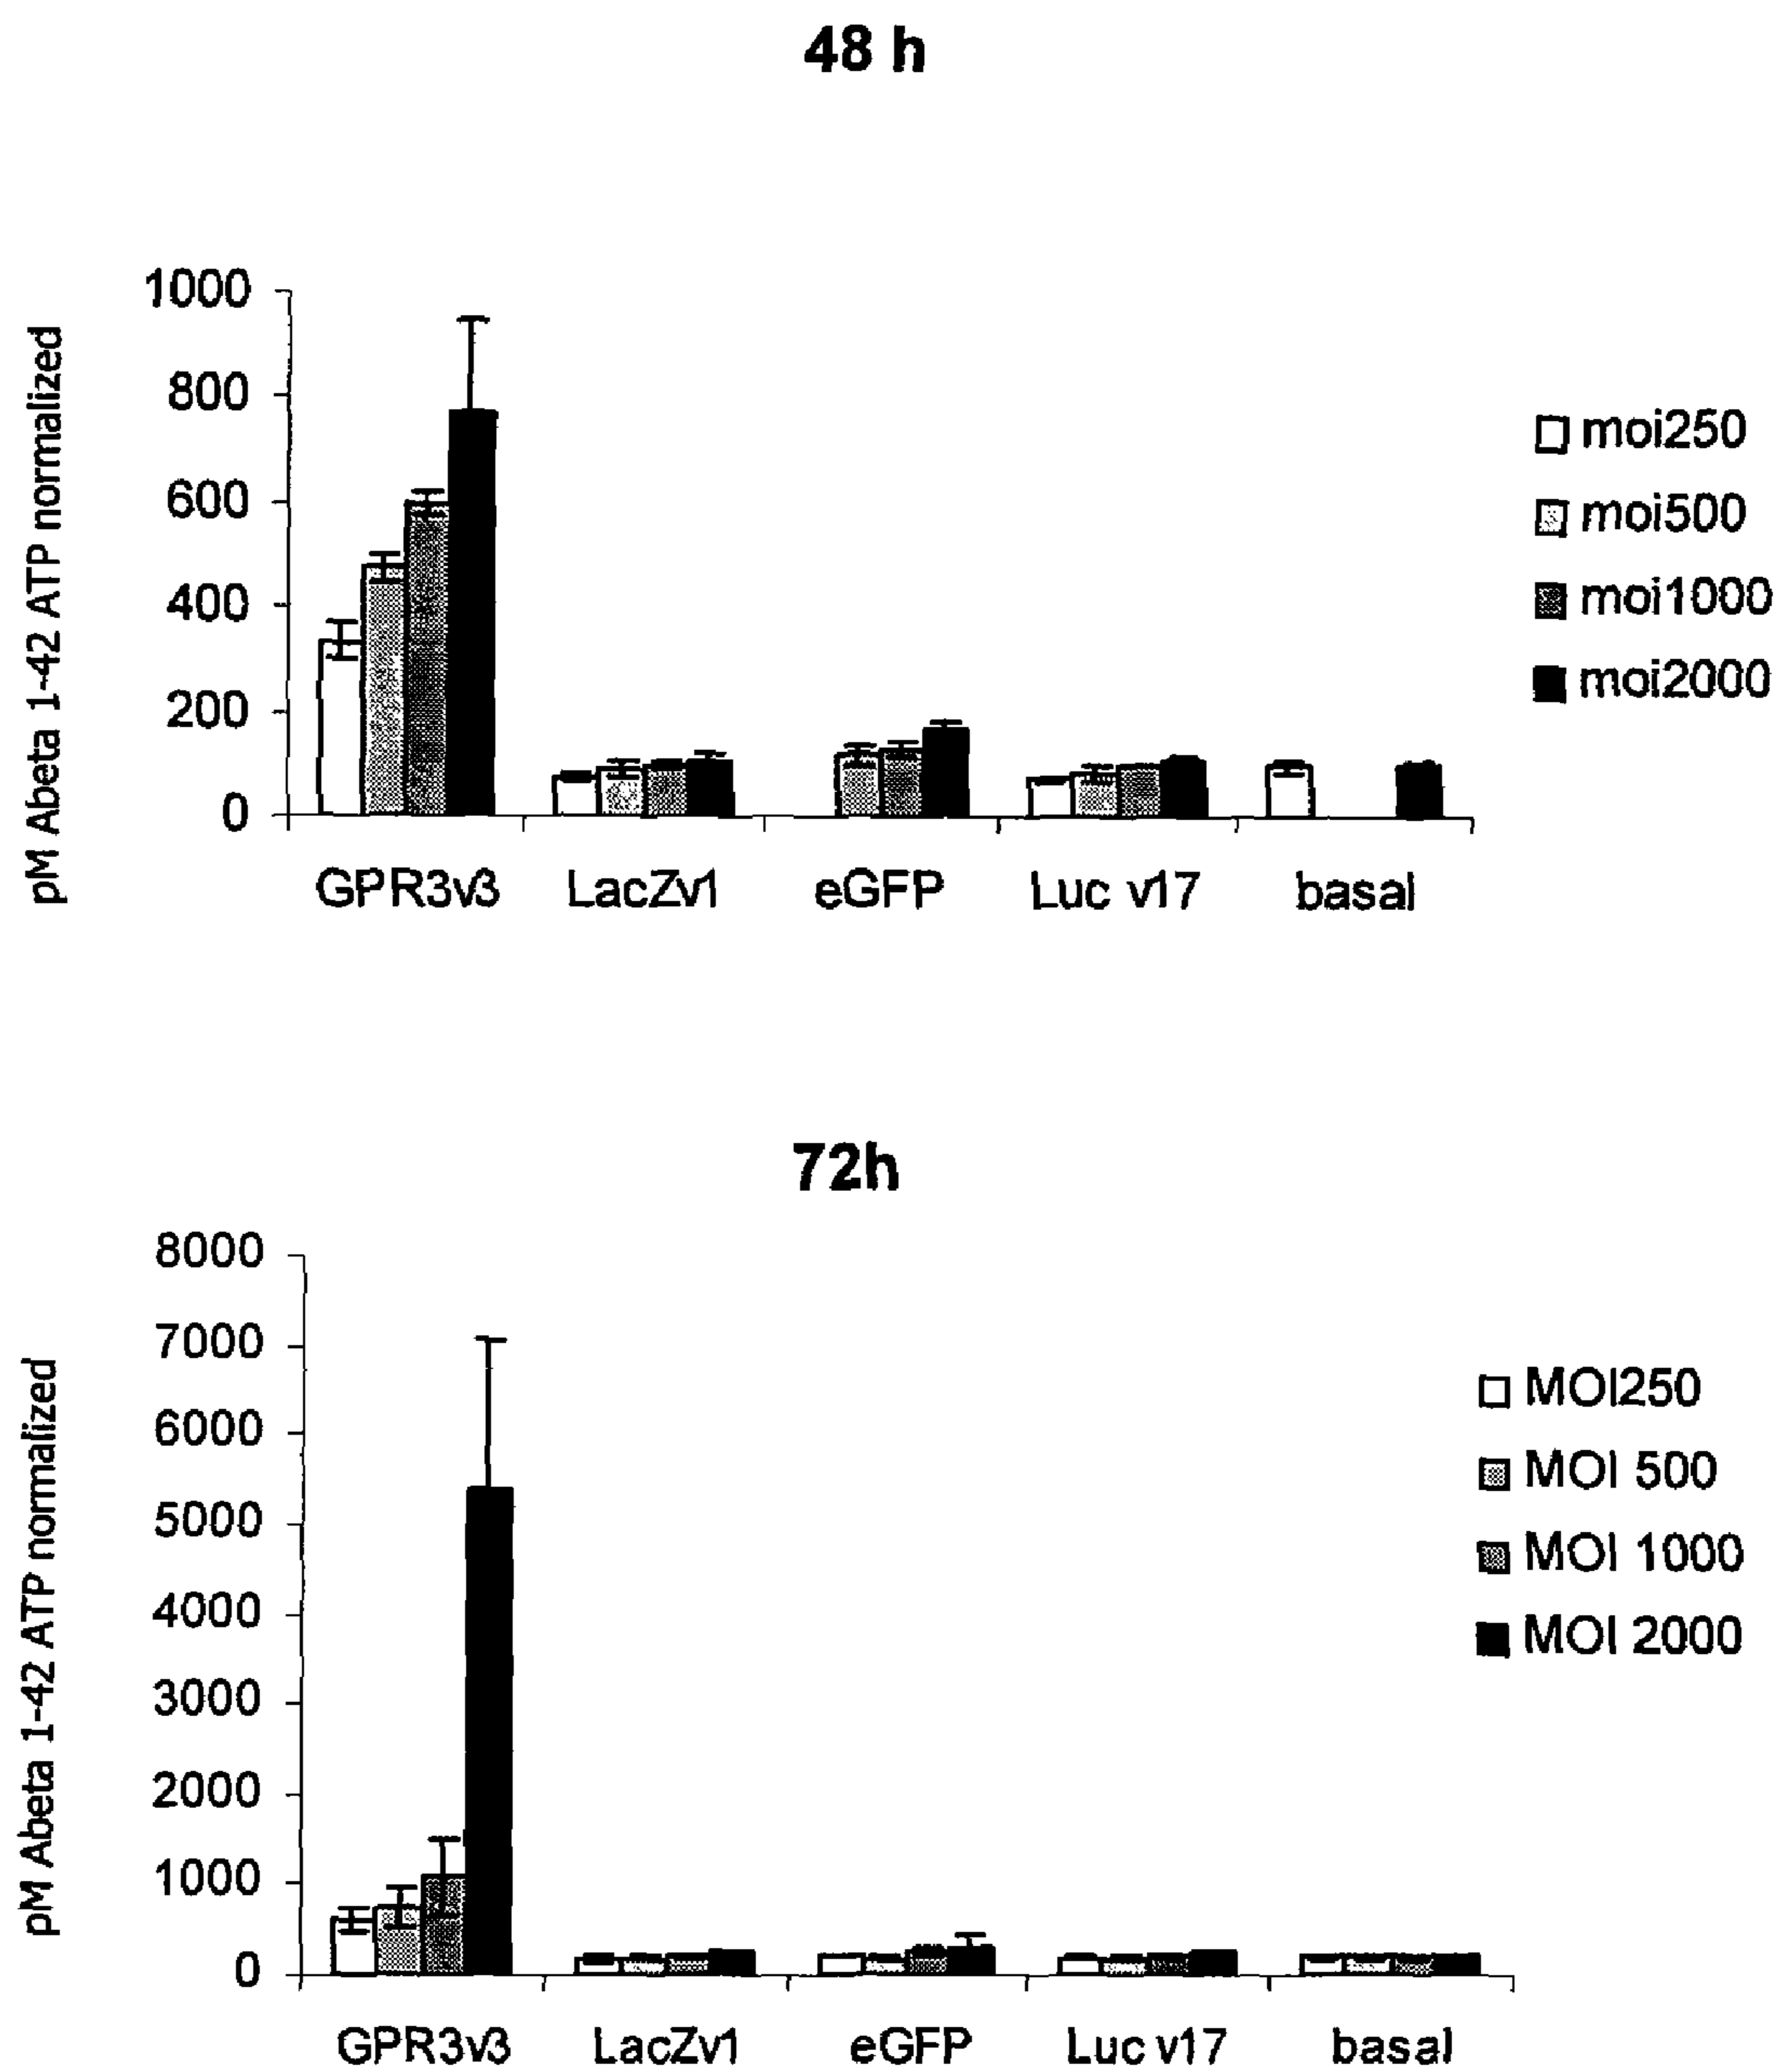 48 h
pM Abeta 1-42 ATP normalized
1000
800
600
400
200
0
GPR3v3 LacZv1 eGFP Luc v17 basal
moi250
moi500
moi1000
moi2000
72h
pM Abeta 1-42 ATP normalized
8000
7000
6000
5000
4000
3000
2000
1000
0
GPR3v3 LacZv1 eGFP Luc v17 basal
MOI250
MOI 500
MOI 1000
MOI 2000